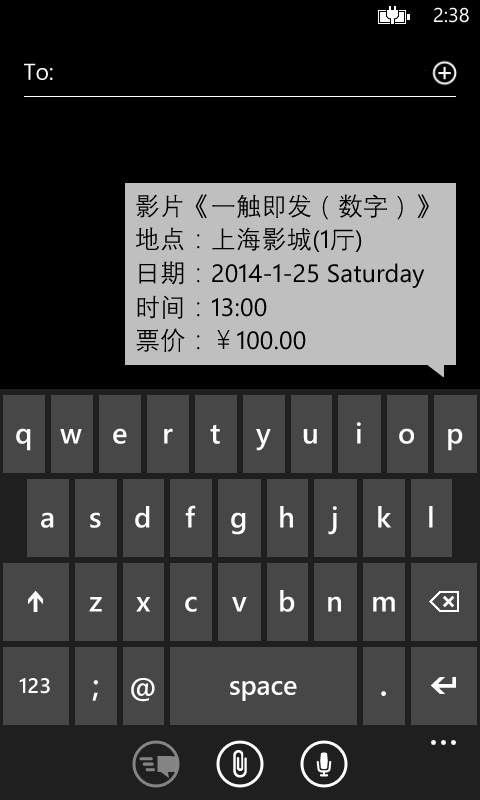 2:38
To:
影片《一触即发（数字）》
地点：上海影城(1厅)
日期：2014-1-25 Saturday
时间：13:00
票价：￥100.00
q w e r t y u i o p
a s d f g h j k l
z x c v b n m
123 ; @ space .